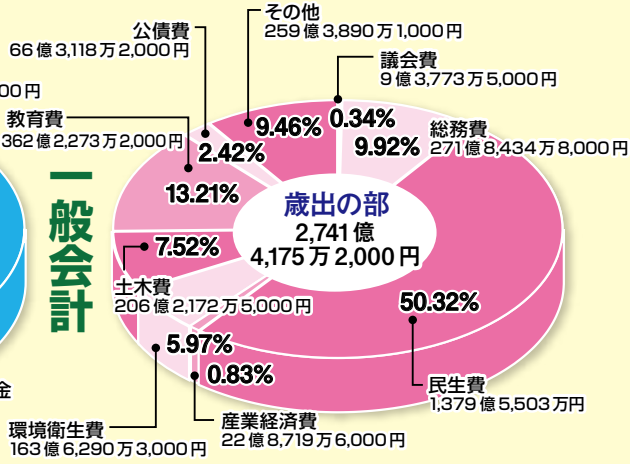 その他
259億3,890万1,000円
公債費
66億3,118万2,000円
議会費
9億3,773万5,000円
00円
教育費
362億2,273万2,000円
9.46%
0.34%
総務費
271億8,434万8,000円
9.92%
2.42%
13.21%
一般会計
歳出の部
2,741億
4,175万2,000円
7.52%
土木費
206億2,172万5,000円
50.32%
5.97%
0.83%
民生費
1,379億5,503万円
金
産業経済費
22億8,719万6,000円
環境衛生費
163億6,290万3,000円